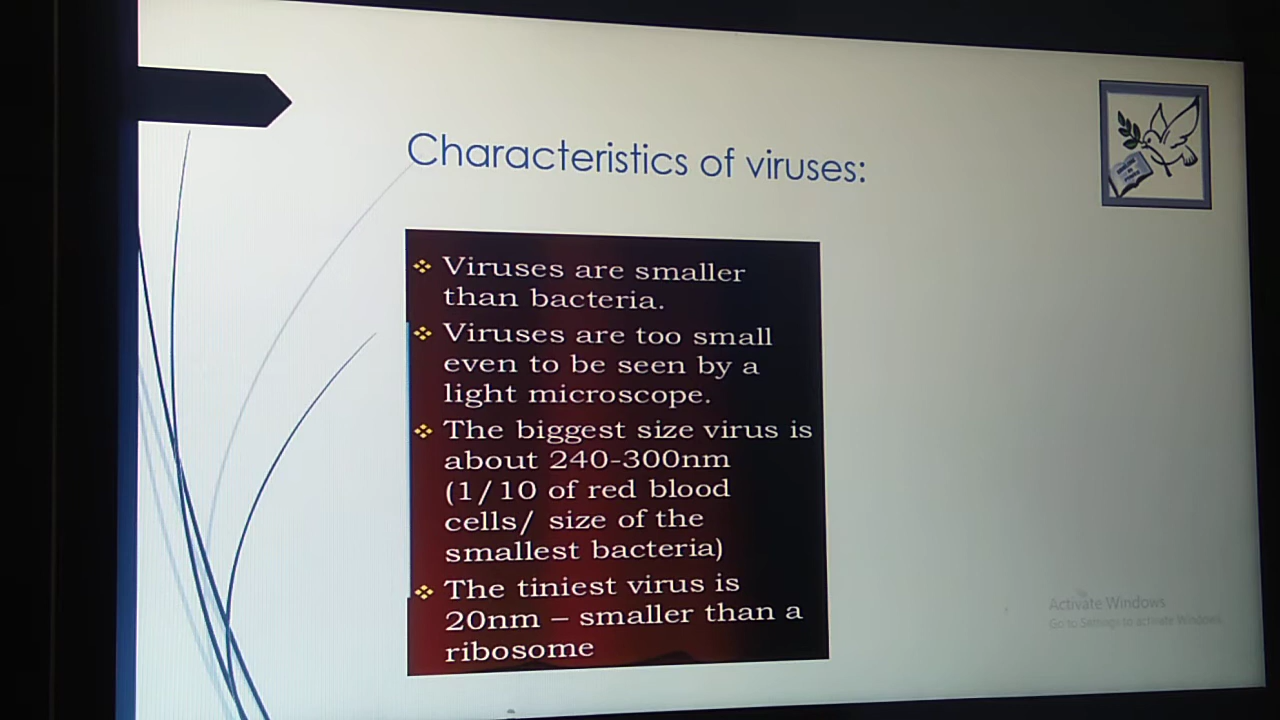 Characteristics of viruses:
Viruses are smaller
than bacteria.
Viruses are too small
even to be seen by a
light microscope.
The biggest size virus is
about 240-300nm
(1/10 of red blood
cells/ size of the
smallest bacteria)
The tiniest virus is
20nm – smaller than a
ribosome
Activate Windows
Go to Settings to activate Windows.